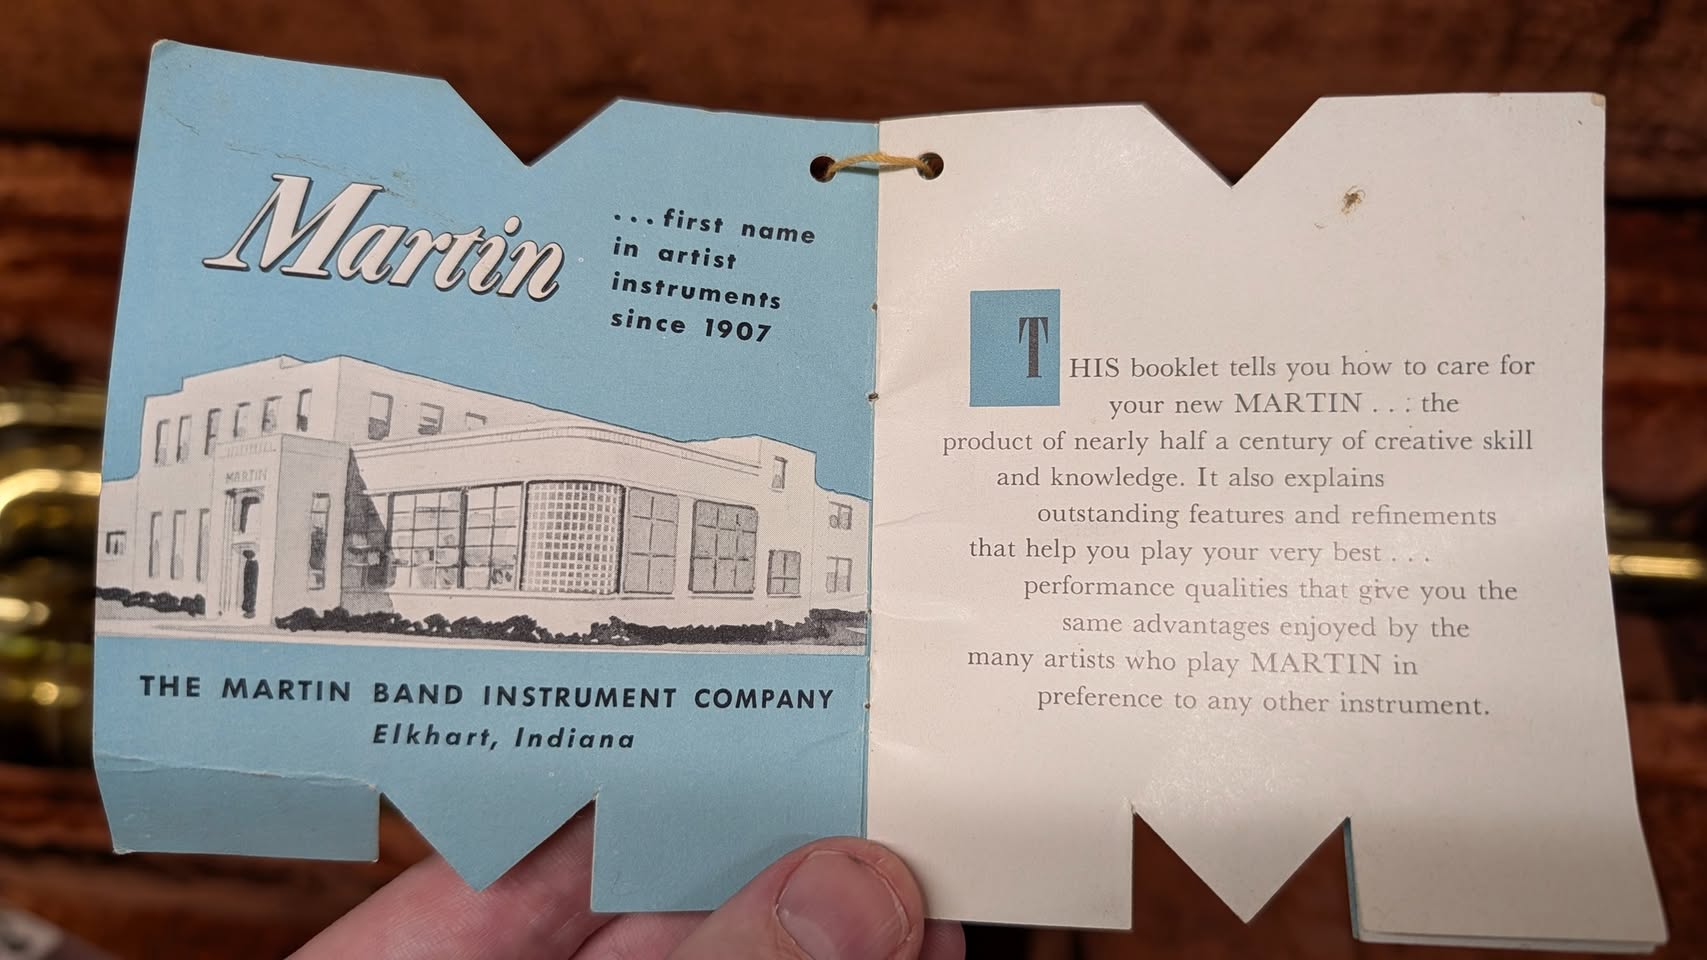 Martin
...first name
in artist
instruments
since 1907
MARTIN
THE MARTIN BAND INSTRUMENT COMPANY
Elkhart, Indiana
THIS booklet tells you how to care for
your new MARTIN . . . the
product of nearly half a century of creative skill
and knowledge. It also explains
outstanding features and refinements
that help you play your very best . . .
performance qualities that give you the
same advantages enjoyed by the
many artists who play MARTIN in
preference to any other instrument.